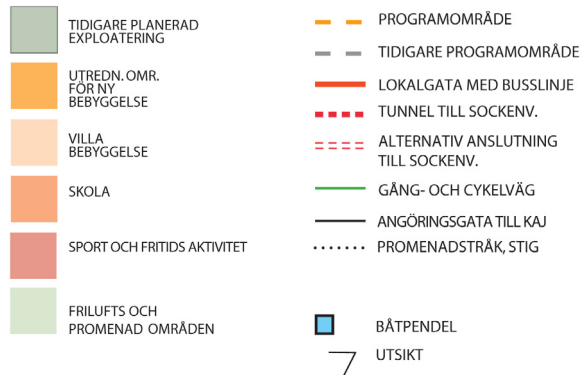 TIDIGARE PLANERAD
EXPLOATERING
UTREDN. OMR.
FÖR NY
BEBYGGELSE
VILLA
BEBYGGELSE
SKOLA
SPORT OCH FRITIDS AKTIVITET
FRILUFTS OCH
PROMENAD OMRÅDEN
PROGRAMOMRÅDE
TIDIGARE PROGRAMOMRÅDE
LOKALGATA MED BUSSLINJE
TUNNEL TILL SOCKENV.
ALTERNATIV ANSLUTNING
TILL SOCKENV.
GÅNG- OCH CYKELVÄG
ANGÖRINGSGATA TILL KAJ
PROMENADSTRÅK, STIG
BÅTPENDEL
UTSIKT